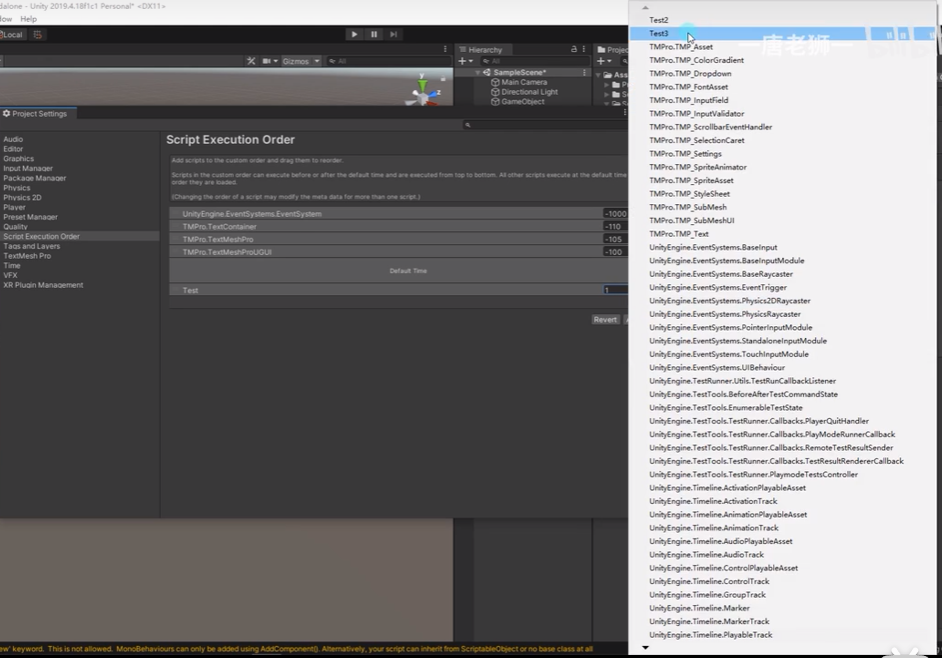 dalone - Unity 2019.4.18f1c1 Personal* <DX11>
dow Help
Local
Gizmos
All
Hierarchy
All
Project
SampleScene*
Main Camera
Directional Light
GameObject
Project Settings
Audio
Editor
Graphics
Input Manager
Package Manager
Physics
Physics 2D
Player
Preset Manager
Quality
Script Execution Order
Tags and Layers
TextMesh Pro
Time
VFX
XR Plugin Management
Script Execution Order
Add scripts to the custom order and drag them to reorder.
Scripts in the custom order can execute before or after the default time and are executed from top to bottom. All other scripts execute at the default time
order they are loaded.
(Changing the order of a script may modify the meta data for more than one script.)
UnityEngine.EventSystems.EventSystem -1000
TMPro.TextContainer -110
TMPro.TextMeshPro -105
TMPro.TextMeshProUGUI -100
Default Time
Test 1
Revert
Test2
Test3
TMPro.TMP_Asset
TMPro.TMP_ColorGradient
TMPro.TMP_Dropdown
TMPro.TMP_FontAsset
TMPro.TMP_InputField
TMPro.TMP_InputValidator
TMPro.TMP_ScrollbarEventHandler
TMPro.TMP_SelectionCaret
TMPro.TMP_Settings
TMPro.TMP_SpriteAnimator
TMPro.TMP_SpriteAsset
TMPro.TMP_StyleSheet
TMPro.TMP_SubMesh
TMPro.TMP_SubMeshUI
TMPro.TMP_Text
UnityEngine.EventSystems.BaseInput
UnityEngine.EventSystems.BaseInputModule
UnityEngine.EventSystems.BaseRaycaster
UnityEngine.EventSystems.EventTrigger
UnityEngine.EventSystems.Physics2DRaycaster
UnityEngine.EventSystems.PhysicsRaycaster
UnityEngine.EventSystems.PointerInputModule
UnityEngine.EventSystems.StandaloneInputModule
UnityEngine.EventSystems.TouchInputModule
UnityEngine.EventSystems.UIBehaviour
UnityEngine.TestRunner.Utils.TestRunCallbackListener
UnityEngine.TestTools.BeforeAfterTestCommandState
UnityEngine.TestTools.EnumerableTestState
UnityEngine.TestTools.TestRunner.Callbacks.PlayerQuitHandler
UnityEngine.TestTools.TestRunner.Callbacks.PlayModeRunnerCallback
UnityEngine.TestTools.TestRunner.Callbacks.RemoteTestResultSender
UnityEngine.TestTools.TestRunner.Callbacks.TestResultRendererCallback
UnityEngine.TestTools.TestRunner.PlaymodeTestsController
UnityEngine.Timeline.ActivationPlayableAsset
UnityEngine.Timeline.ActivationTrack
UnityEngine.Timeline.AnimationPlayableAsset
UnityEngine.Timeline.AnimationTrack
UnityEngine.Timeline.AudioPlayableAsset
UnityEngine.Timeline.AudioTrack
UnityEngine.Timeline.ControlPlayableAsset
UnityEngine.Timeline.ControlTrack
UnityEngine.Timeline.GroupTrack
UnityEngine.Timeline.Marker
UnityEngine.Timeline.MarkerTrack
UnityEngine.Timeline.PlayableTrack
唐老狮
ew' keyword. This is not allowed. MonoBehaviours can only be added using AddComponent(). Alternatively, your script can inherit from ScriptableObject or no base class at all